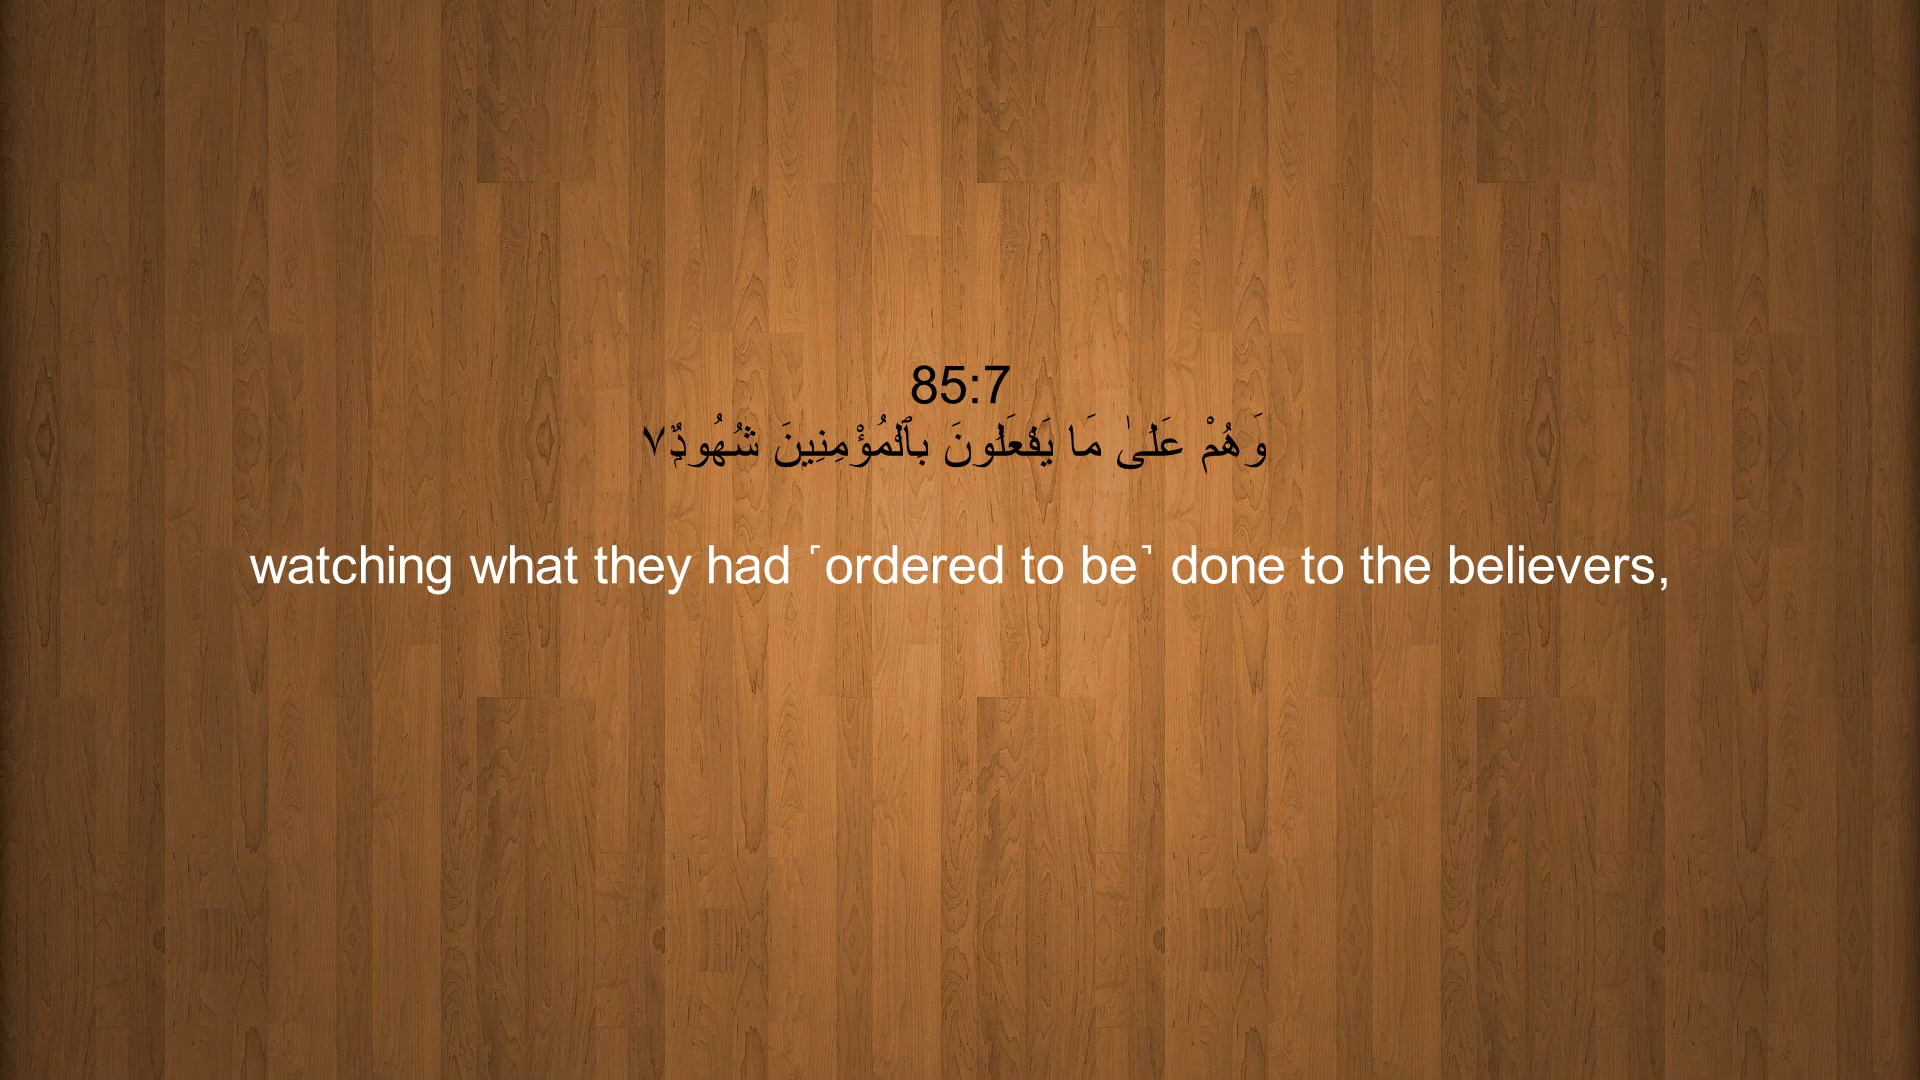 85:7
وَهُمْ عَلَىٰ مَا يَفْعَلُونَ بِٱلْمُؤْمِنِينَ شُهُودٌۭ ٧
watching what they had ˹ordered to be˺ done to the believers,